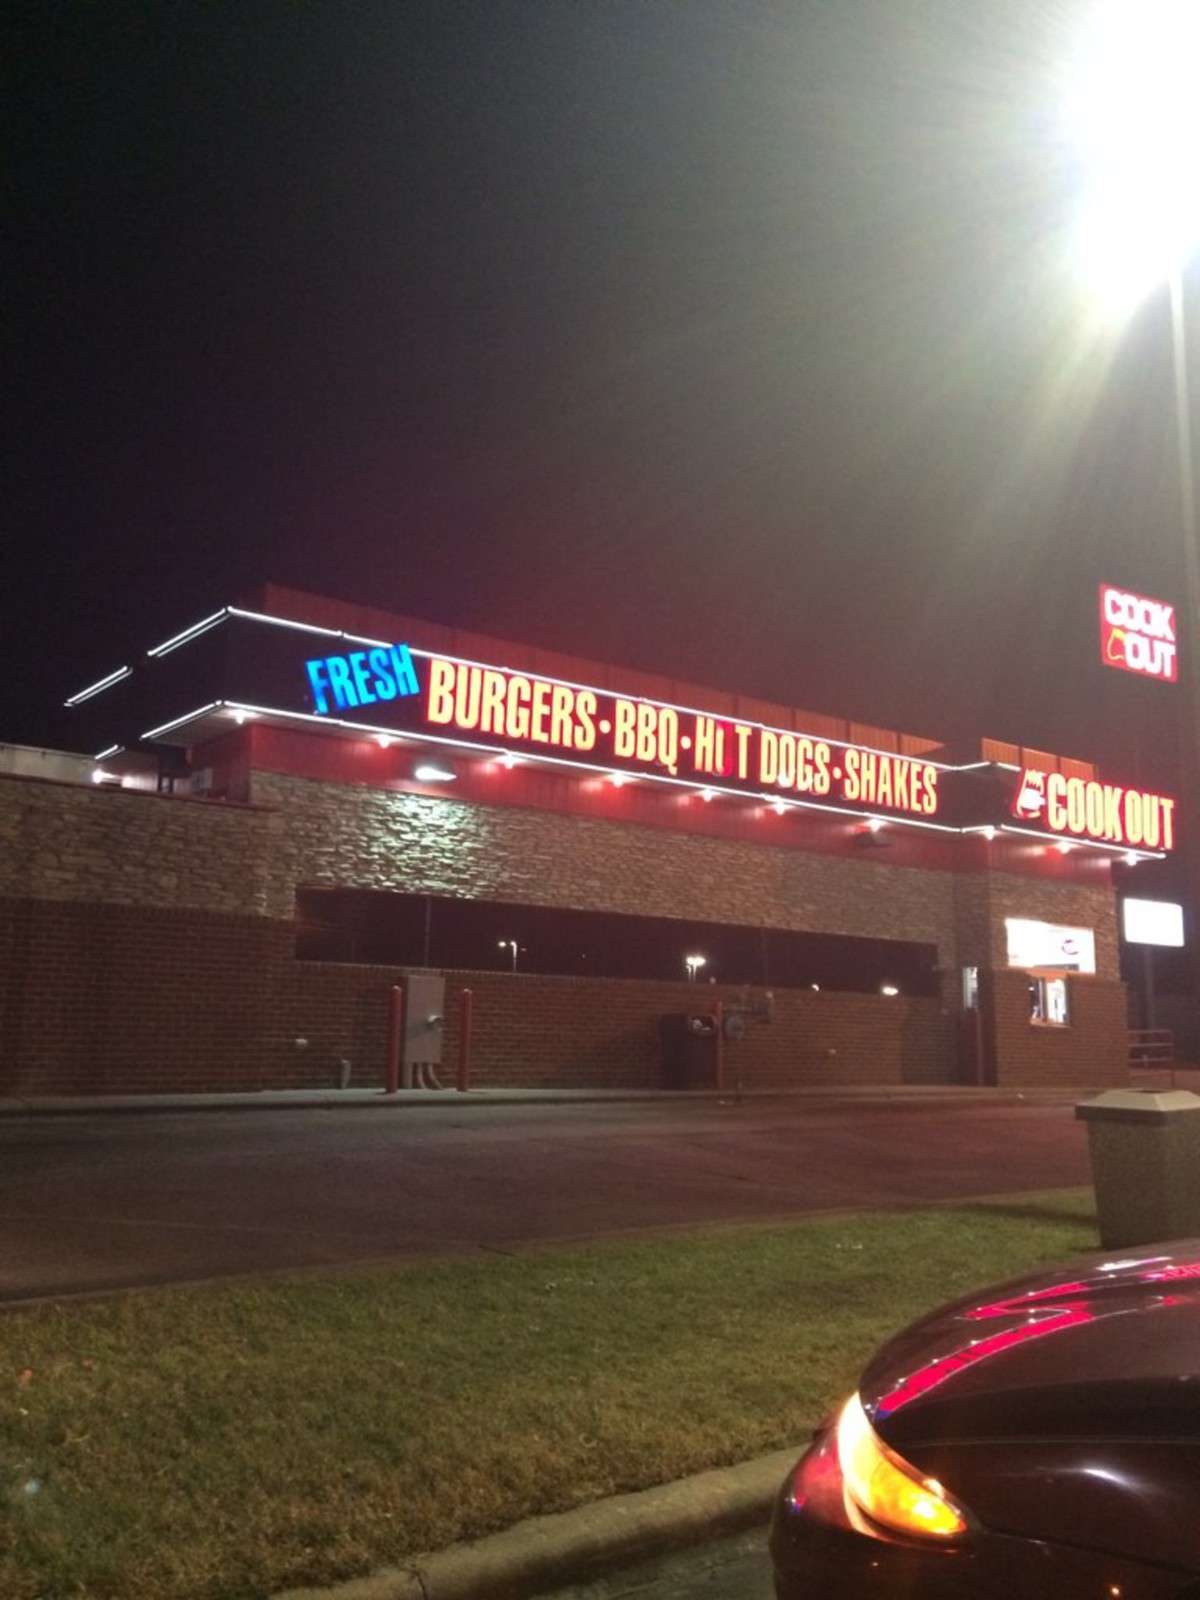 FRESH BURGERS • BBQ • HOT DOGS • SHAKES
COOK OUT
COOK
OUT